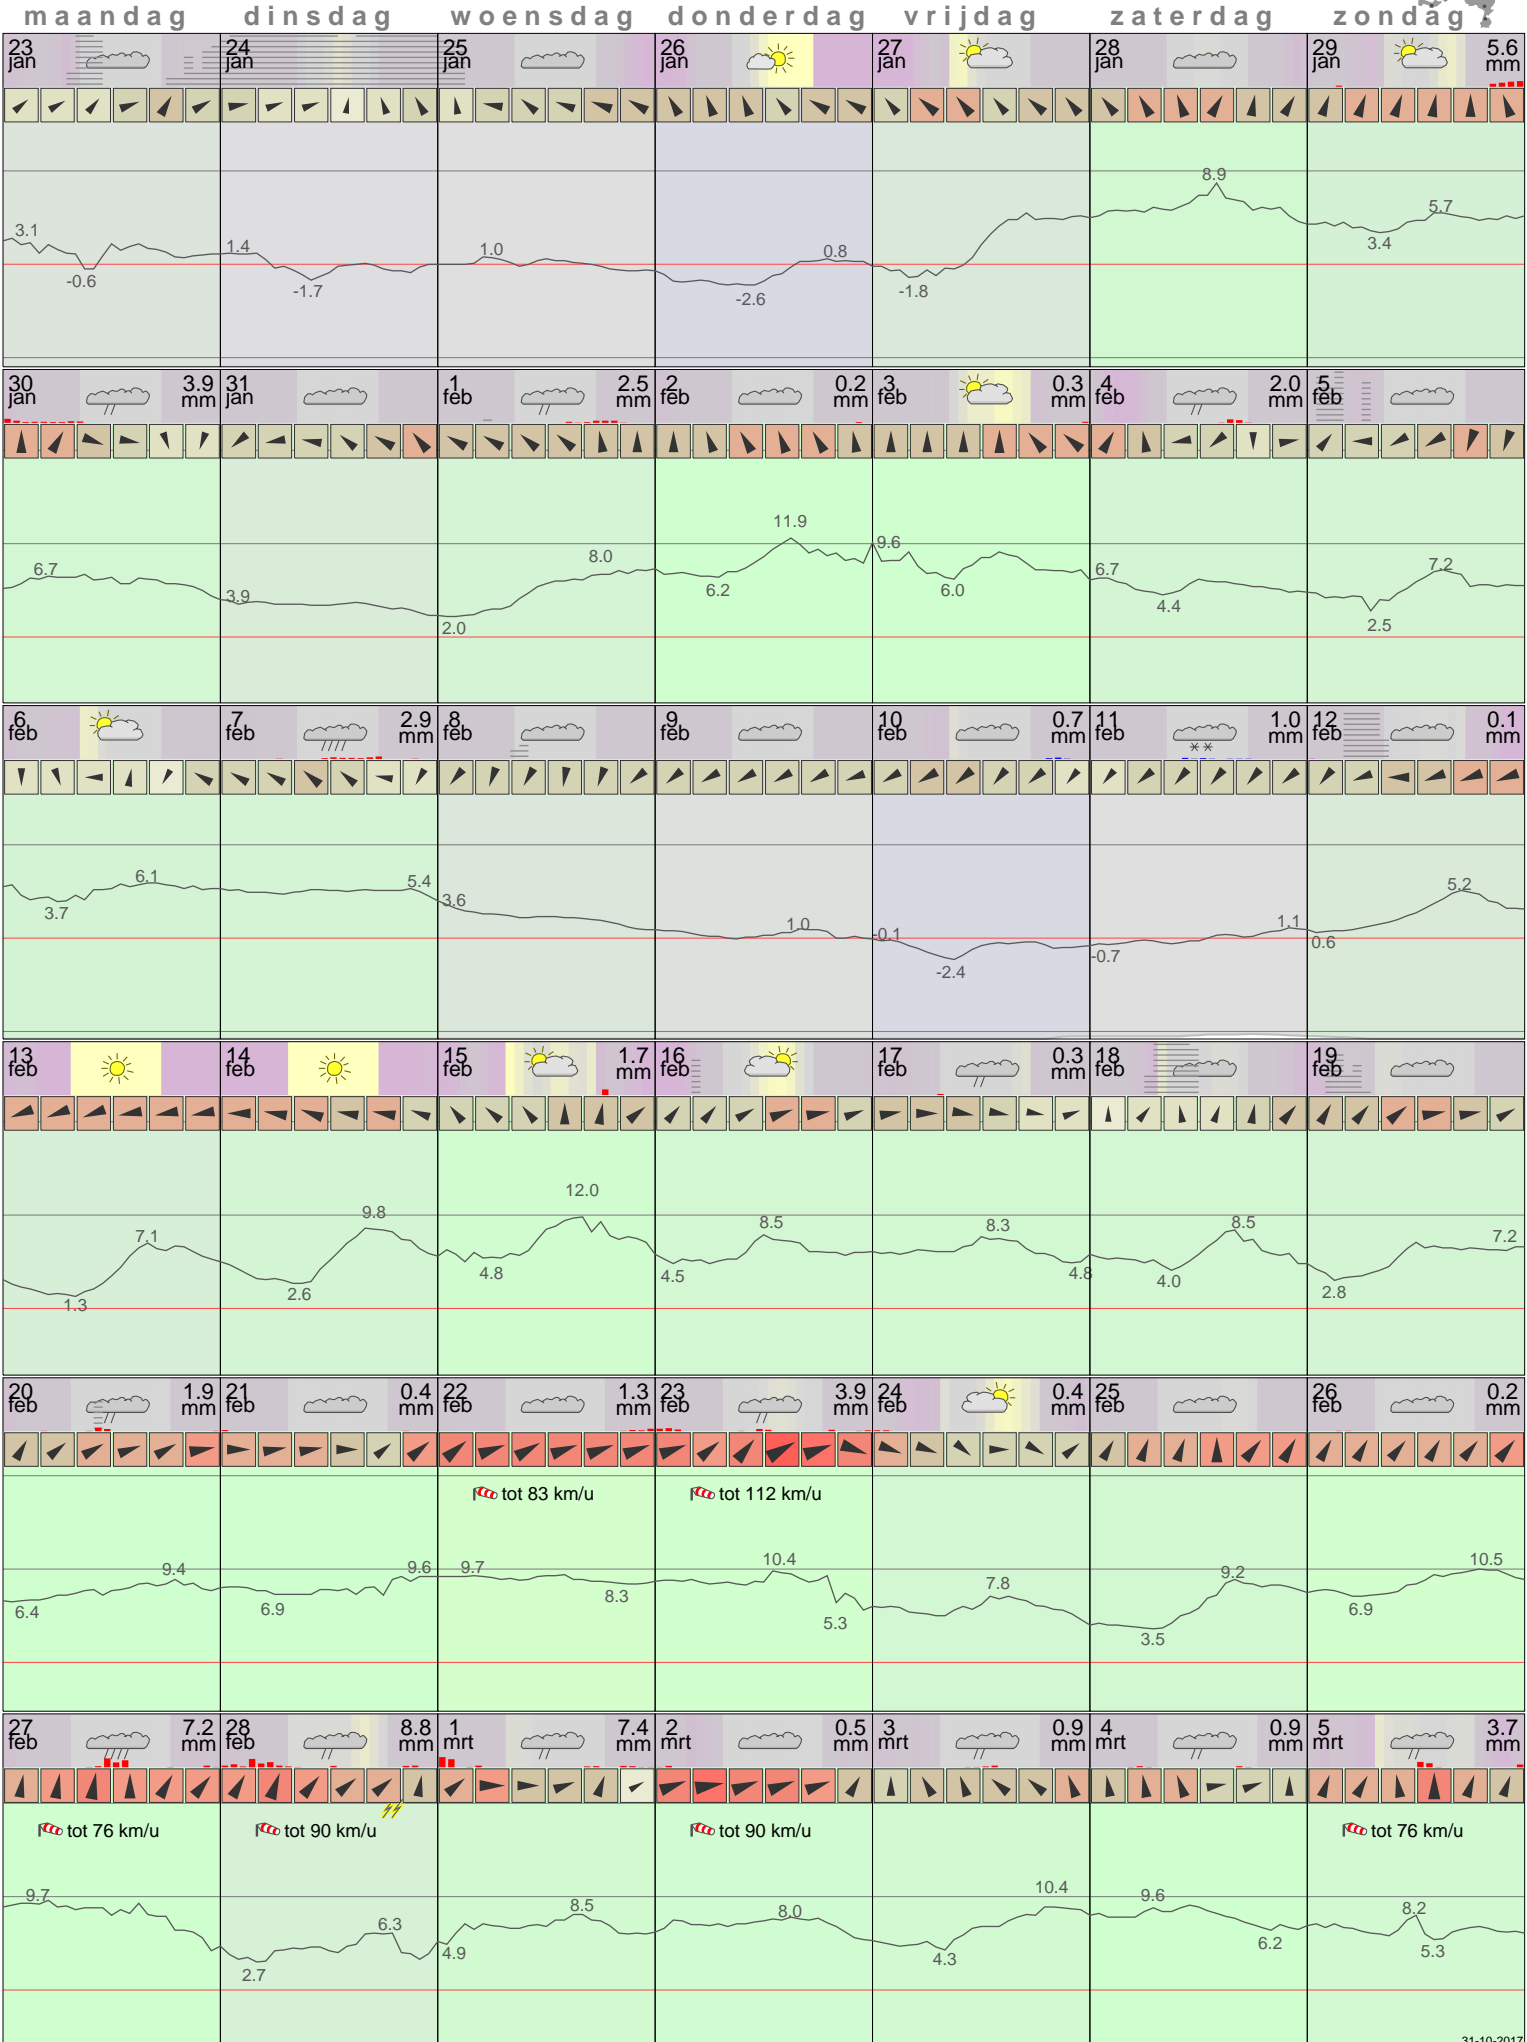 maandag dinsdag woensdag donderdag vrijdag zaterdag zondag
23 jan 24 jan 25 jan 26 jan 27 jan 28 jan 29 jan 5.6 mm
3.1 -0.6 1.4 -1.7 1.0 -2.6 0.8 -1.8 8.9 3.4 5.7
30 jan 3.9 mm 31 jan 1 feb 2.5 mm 2 feb 0.2 mm 3 feb 0.3 mm 4 feb 2.0 mm 5 feb
6.7 3.9 2.0 8.0 6.2 11.9 9.6 6.0 6.7 4.4 2.5 7.2
6 feb 7 feb 2.9 mm 8 feb 9 feb 10 feb 0.7 mm 11 feb 1.0 mm 12 feb 0.1 mm
3.7 6.1 5.4 3.6 1.0 -0.1 -2.4 -0.7 1.1 0.6 5.2
13 feb 14 feb 15 feb 1.7 mm 16 feb 17 feb 0.3 mm 18 feb 19 feb
1.3 7.1 2.6 9.8 4.8 12.0 4.5 8.5 8.3 4.8 4.0 8.5 2.8 7.2
20 feb 1.9 mm 21 feb 0.4 mm 22 feb 1.3 mm 23 feb 3.9 mm 24 feb 0.4 mm 25 feb 26 feb 0.2 mm
tot 83 km/u tot 112 km/u
6.4 9.4 6.9 9.6 9.7 8.3 10.4 5.3 7.8 3.5 9.2 6.9 10.5
27 feb 7.2 mm 28 feb 8.8 mm 1 mrt 7.4 mm 2 mrt 0.5 mm 3 mrt 0.9 mm 4 mrt 0.9 mm 5 mrt 3.7 mm
tot 76 km/u tot 90 km/u tot 90 km/u tot 76 km/u
9.7 2.7 6.3 4.9 8.5 8.0 4.3 10.4 9.6 6.2 8.2 5.3
31-10-2017